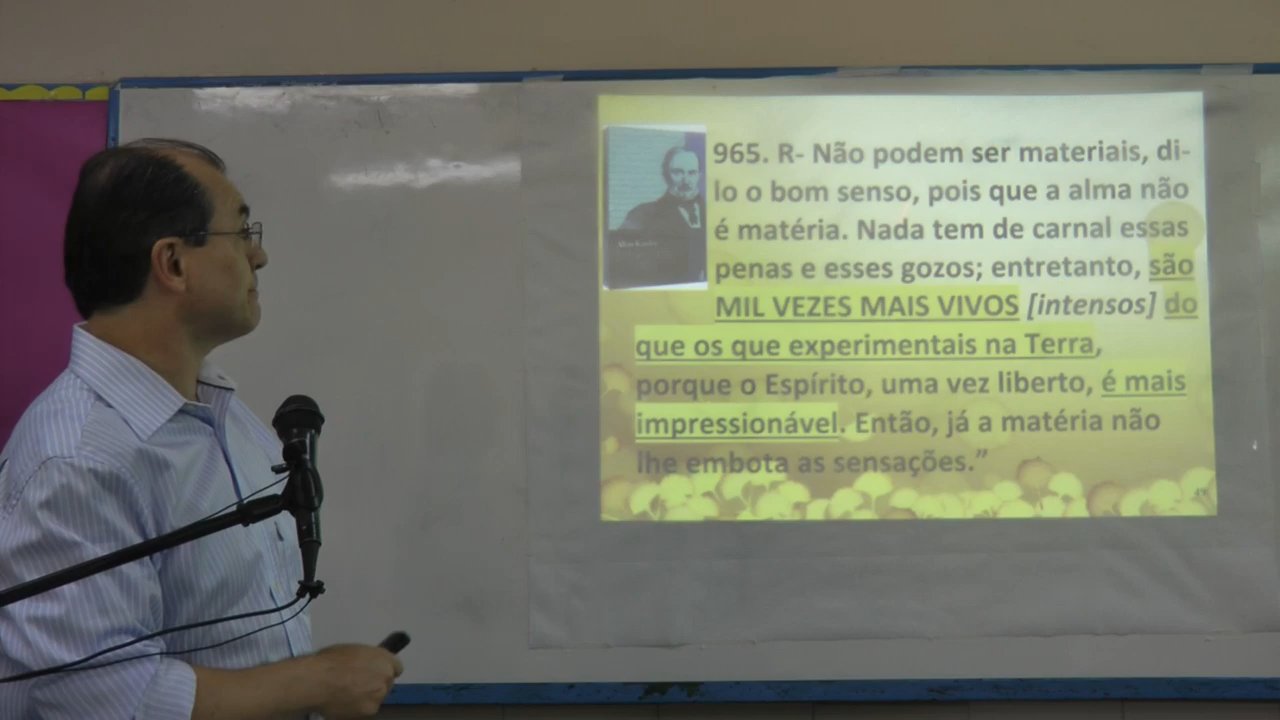 965. R- Não podem ser materiais, di-
lo o bom senso, pois que a alma não
é matéria. Nada tem de carnal essas
penas e esses gozos; entretanto, são
MIL VEZES MAIS VIVOS [intensos] do
que os que experimentais na Terra,
porque o Espírito, uma vez liberto, é mais
impressionável. Então, já a matéria não
lhe embota as sensações.”